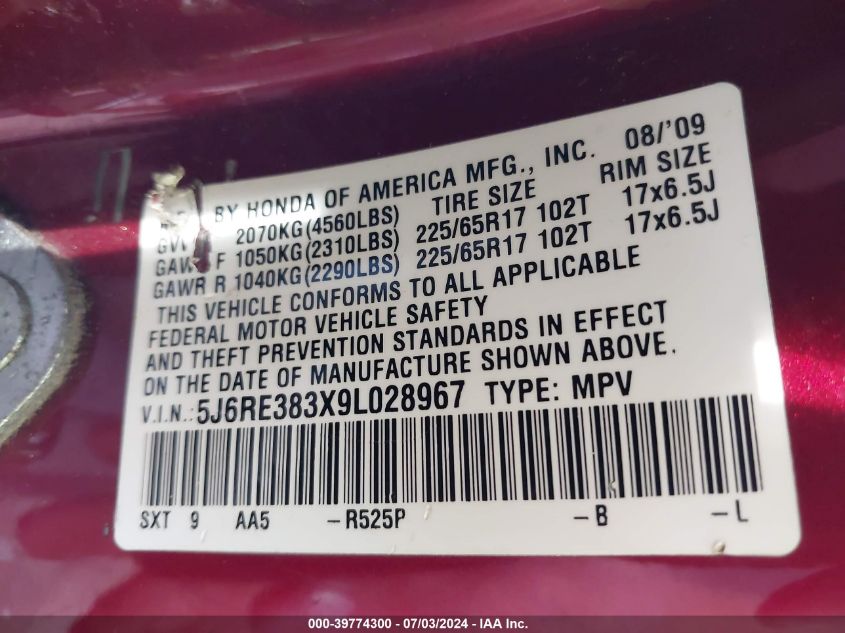 BY HONDA OF AMERICA MFG., INC. 08/'09
2070KG(4560LBS) TIRE SIZE RIM SIZE
GAWR F 1050KG(2310LBS) 225/65R17 102T 17x6.5J
GAWR R 1040KG(2290LBS) 225/65R17 102T 17x6.5J
THIS VEHICLE CONFORMS TO ALL APPLICABLE
FEDERAL MOTOR VEHICLE SAFETY
AND THEFT PREVENTION STANDARDS IN EFFECT
ON THE DATE OF MANUFACTURE SHOWN ABOVE.
V.I.N.: 5J6RE383X9L028967 TYPE: MPV
SXT 9 AA5 -R525P -B -L
000-39774300 - 07/03/2024 - IAA Inc.